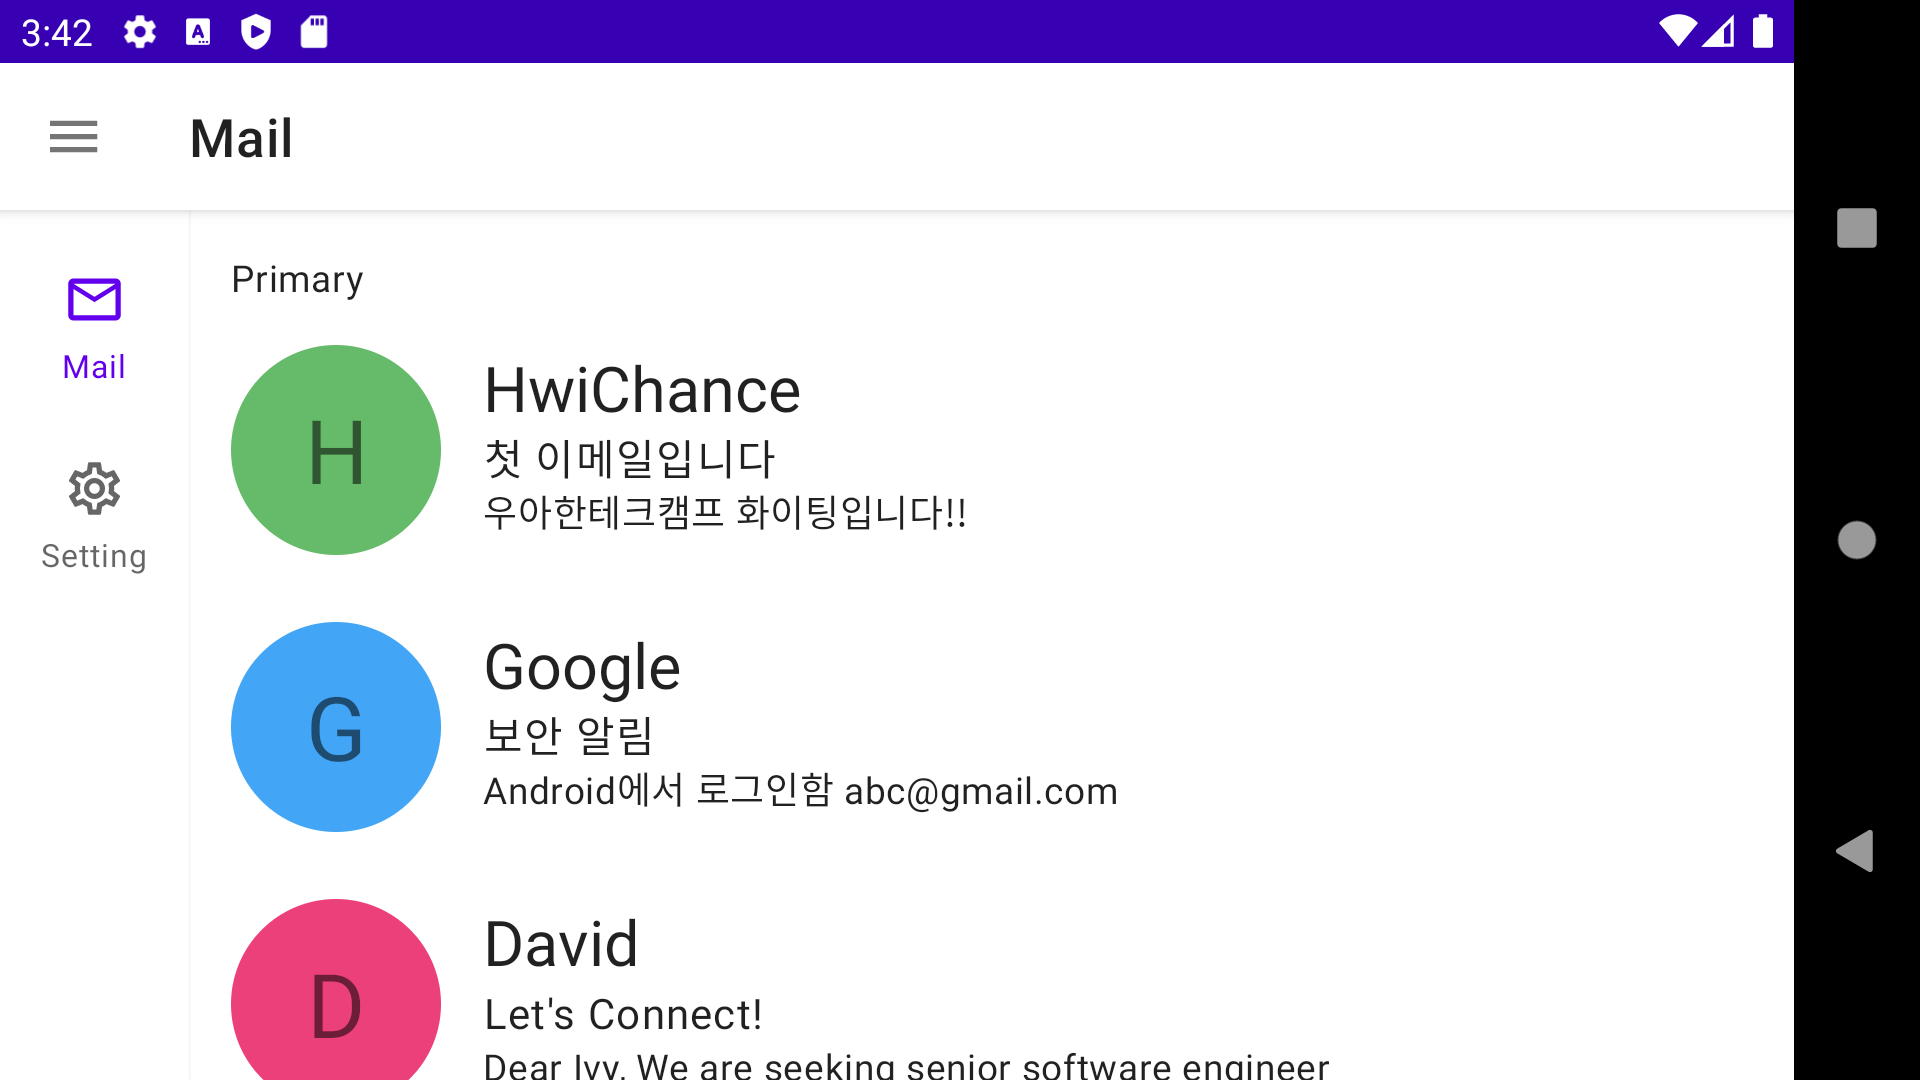 3:42
Mail
Mail
Setting
Primary
H
HwiChance
첫 이메일입니다
우아한테크캠프 화이팅입니다!!
G
Google
보안 알림
Android에서 로그인함 abc@gmail.com
D
David
Let's Connect!
Dear Ivy, We are seeking senior software engineer